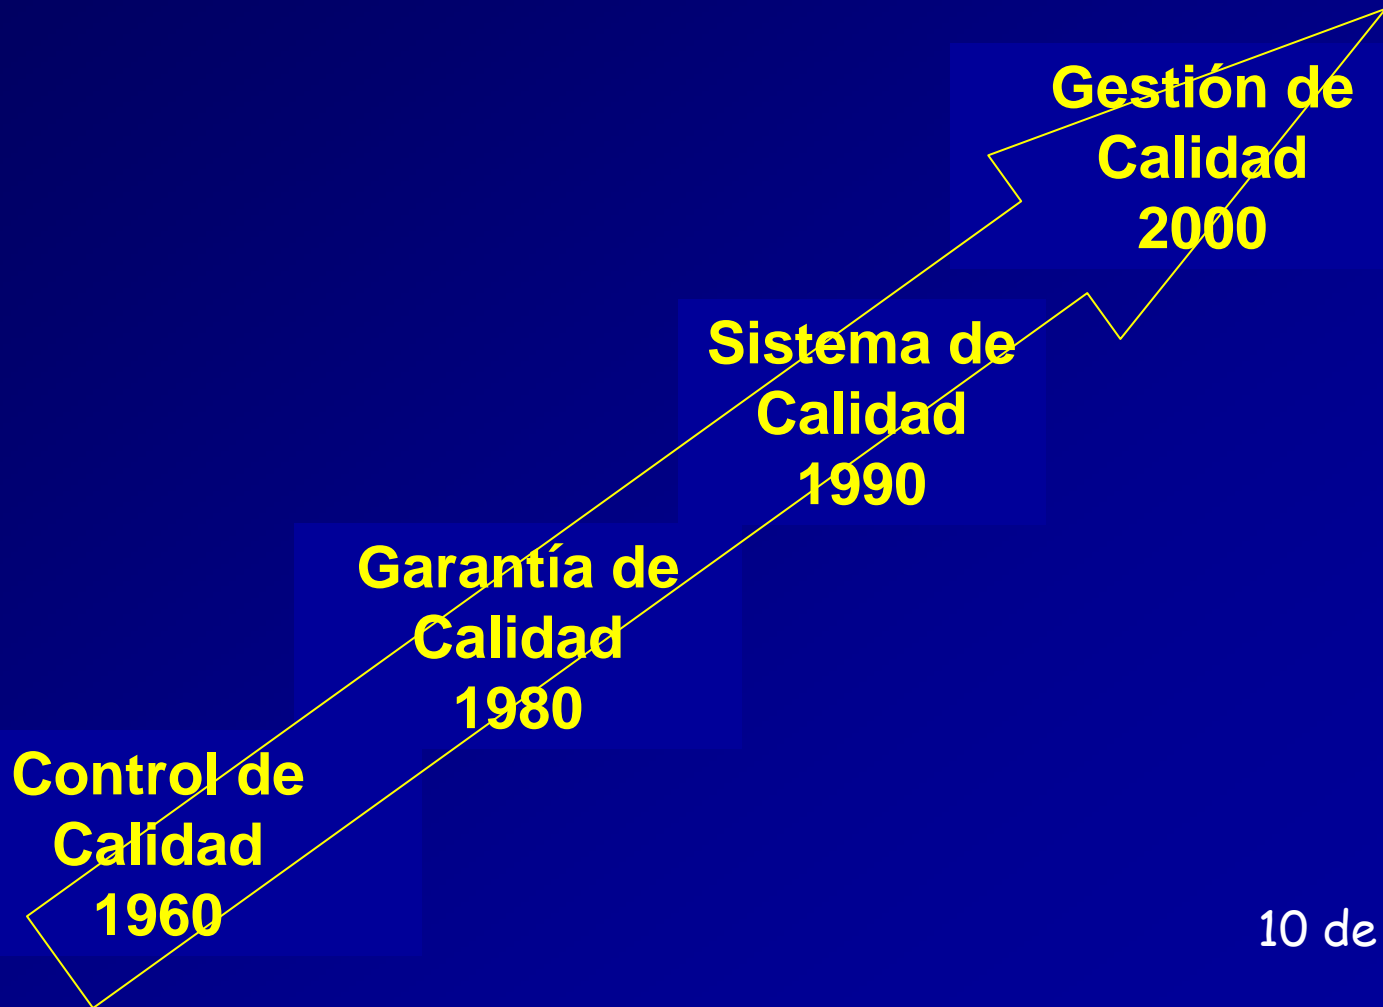 Gestión de
Calidad
2000
Sistema de
Calidad
1990
Garantía de
Calidad
1980
Control de
Calidad
1960
10 de